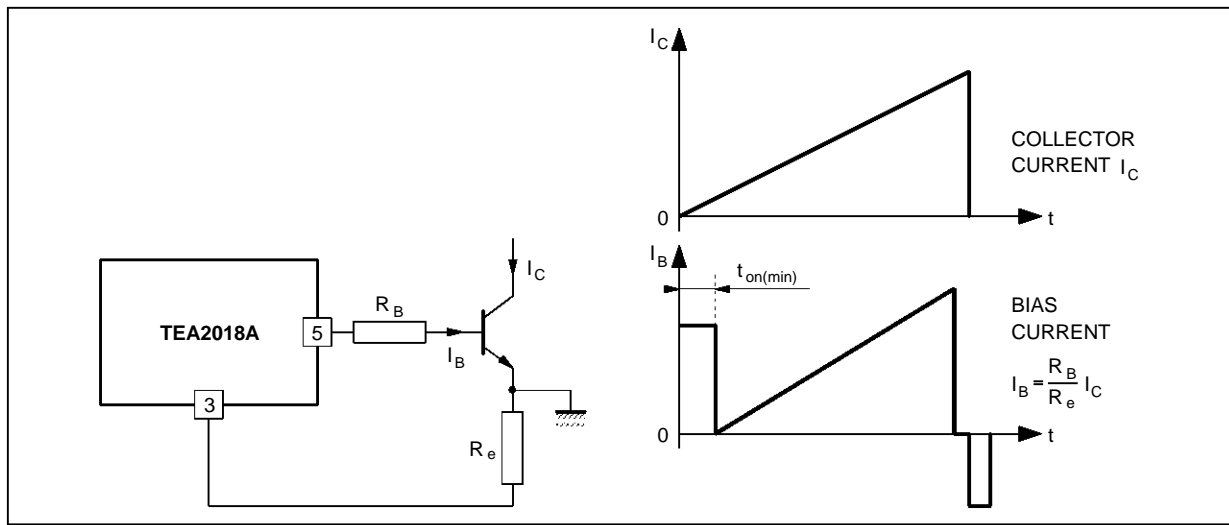 I_C
COLLECTOR
CURRENT I_C
0
t
I_B
t_on(min)
BIAS
CURRENT
I_B = R_B / R_e I_C
0
t
I_C
R_B
TEA2018A
5
I_B
3
R_e